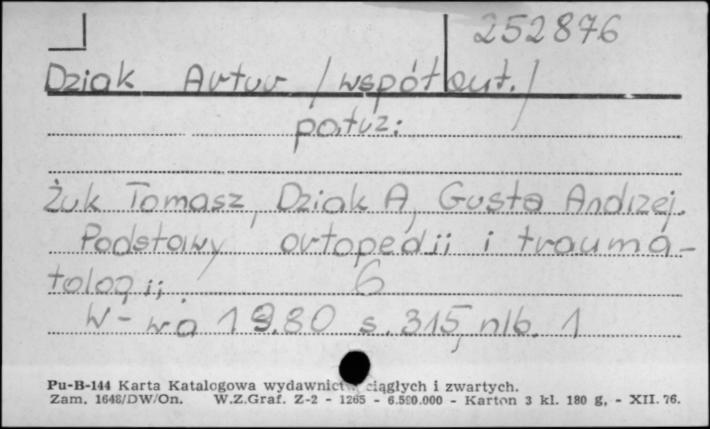 252876
Dziak Artur /współaut./
patrz:
Żuk Tomasz, Dziak A, Gusta Andrzej.
Podstawy ortopedii i trauma-
tologii. 6
W-wa 1980 s. 315, nlb. 1
Pu-B-144 Karta Katalogowa wydawnictw ciągłych i zwartych.
Zam. 1648/DW/On. W.Z.Graf. Z-2 - 1265 - 6.500.000 - Karton 3 kl. 180 g, - XII. 76.